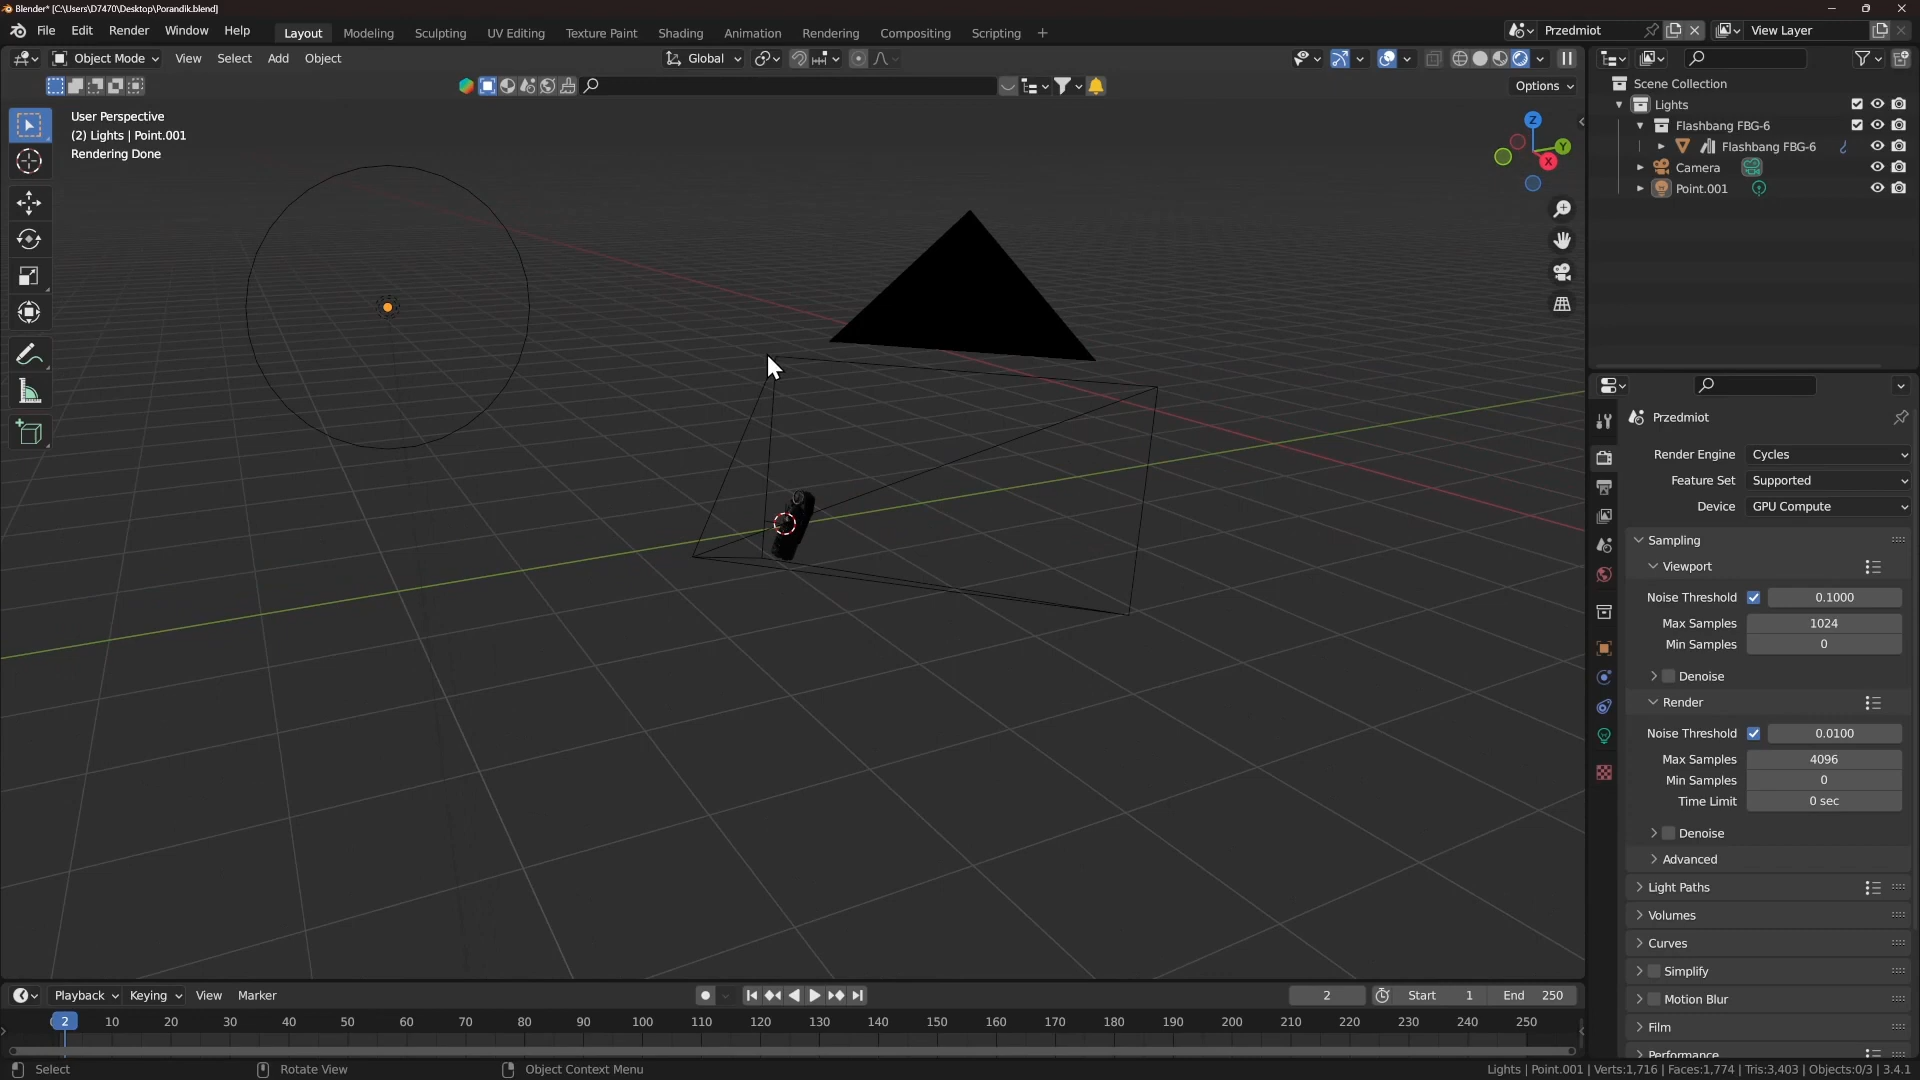 Blender* [C:\Users\D7470\Desktop\Porandik.blend]
File Edit Render Window Help Layout Modeling Sculpting UV Editing Texture Paint Shading Animation Rendering Compositing Scripting + Przedmiot View Layer
Object Mode View Select Add Object Global
Options
User Perspective
(2) Lights | Point.001
Rendering Done
Z
Y
X
Scene Collection
Lights
Flashbang FBG-6
Flashbang FBG-6
Camera
Point.001
Przedmiot
Render Engine Cycles
Feature Set Supported
Device GPU Compute
Sampling
Viewport
Noise Threshold 0.1000
Max Samples 1024
Min Samples 0
Denoise
Render
Noise Threshold 0.0100
Max Samples 4096
Min Samples 0
Time Limit 0 sec
Denoise
Advanced
Light Paths
Volumes
Curves
Simplify
Motion Blur
Film
Performance
Playback Keying View Marker 2 Start 1 End 250
2 10 20 30 40 50 60 70 80 90 100 110 120 130 140 150 160 170 180 190 200 210 220 230 240 250
Select Rotate View Object Context Menu Lights | Point.001 | Verts:1,716 | Faces:1,774 | Tris:3,403 | Objects:0/3 | 3.4.1